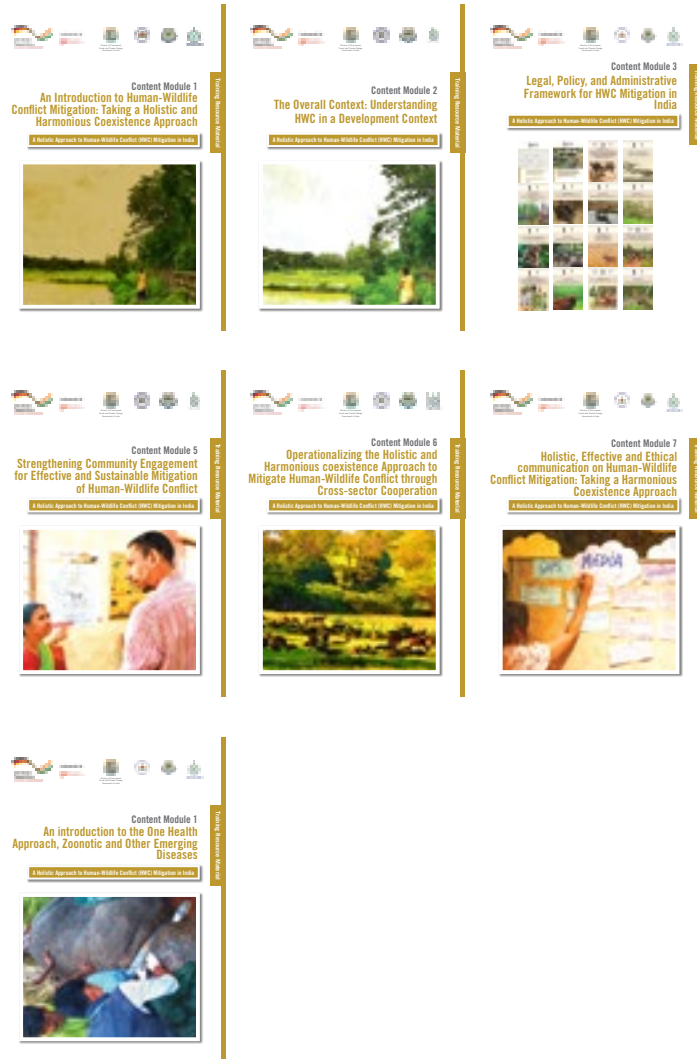 Content Module 1
An Introduction to Human-Wildlife
Conflict Mitigation: Taking a Holistic and
Harmonious Coexistence Approach
A Holistic Approach to Human-Wildlife Conflict (HWC) Mitigation in India
Training Resource Material
Content Module 2
The Overall Context: Understanding
HWC in a Development Context
A Holistic Approach to Human-Wildlife Conflict (HWC) Mitigation in India
Training Resource Material
Content Module 3
Legal, Policy, and Administrative
Framework for HWC Mitigation in
India
A Holistic Approach to Human-Wildlife Conflict (HWC) Mitigation in India
Content Module 5
Strengthening Community Engagement
for Effective and Sustainable Mitigation
of Human-Wildlife Conflict
A Holistic Approach to Human-Wildlife Conflict (HWC) Mitigation in India
Training Resource Material
Content Module 6
Operationalizing the Holistic and
Harmonious coexistence Approach to
Mitigate Human-Wildlife Conflict through
Cross-sector Cooperation
A Holistic Approach to Human-Wildlife Conflict (HWC) Mitigation in India
Training Resource Material
Content Module 7
Holistic, Effective and Ethical
communication on Human-Wildlife
Conflict Mitigation: Taking a Harmonious
Coexistence Approach
A Holistic Approach to Human-Wildlife Conflict (HWC) Mitigation in India
MEDIA
Content Module 1
An introduction to the One Health
Approach, Zoonotic and Other Emerging
Diseases
A Holistic Approach to Human-Wildlife Conflict (HWC) Mitigation in India
Training Resource Material